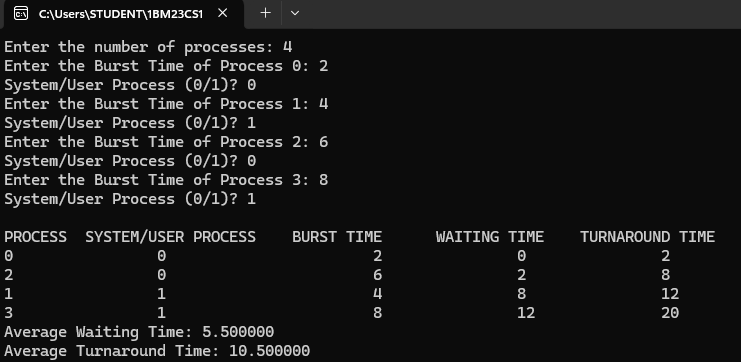 C:\Users\STUDENT\1BM23CS1
Enter the number of processes: 4
Enter the Burst Time of Process 0: 2
System/User Process (0/1)? 0
Enter the Burst Time of Process 1: 4
System/User Process (0/1)? 1
Enter the Burst Time of Process 2: 6
System/User Process (0/1)? 0
Enter the Burst Time of Process 3: 8
System/User Process (0/1)? 1
PROCESS  SYSTEM/USER PROCESS    BURST TIME      WAITING TIME    TURNAROUND TIME
0                0                       2               0               2
2                0                       6               2               8
1                1                       4               8               12
3                1                       8               12              20
Average Waiting Time: 5.500000
Average Turnaround Time: 10.500000